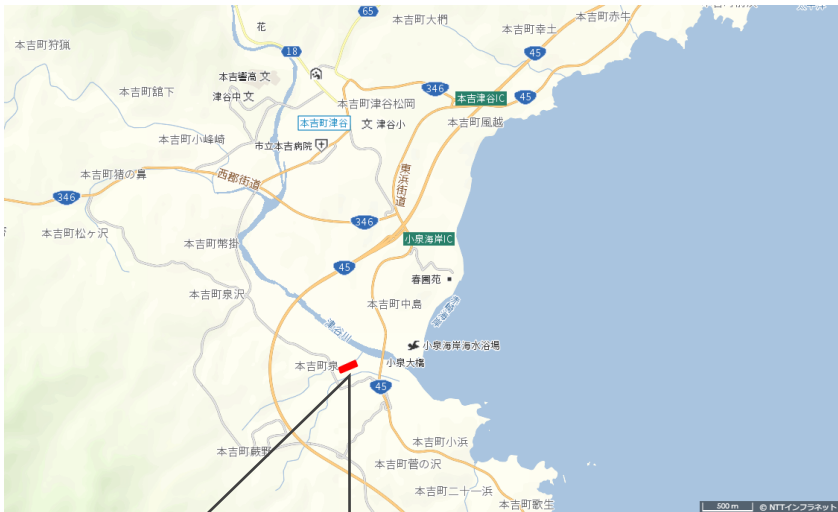 65
本吉町大椚
本吉町赤牛
本吉町幸土
花
本吉町狩猟
18
45
本吉響高 文
346
45
本吉津谷IC
本吉町舘下
津谷中 文
本吉町津谷松岡
本吉町津谷
文 津谷小
本吉町風越
本吉町小峰崎
市立本吉病院
東浜街道
本吉町猪の鼻
西郡街道
346
346
本吉町松ヶ沢
本吉町幣掛
小泉海岸IC
45
春圃苑
本吉町泉沢
本吉町中島
津谷川
小泉海岸海水浴場
本吉町泉
小泉大橋
45
本吉町小浜
本吉町蕨野
本吉町菅の沢
本吉町二十一浜
本吉町歌生
500 m
© NTTインフラネット